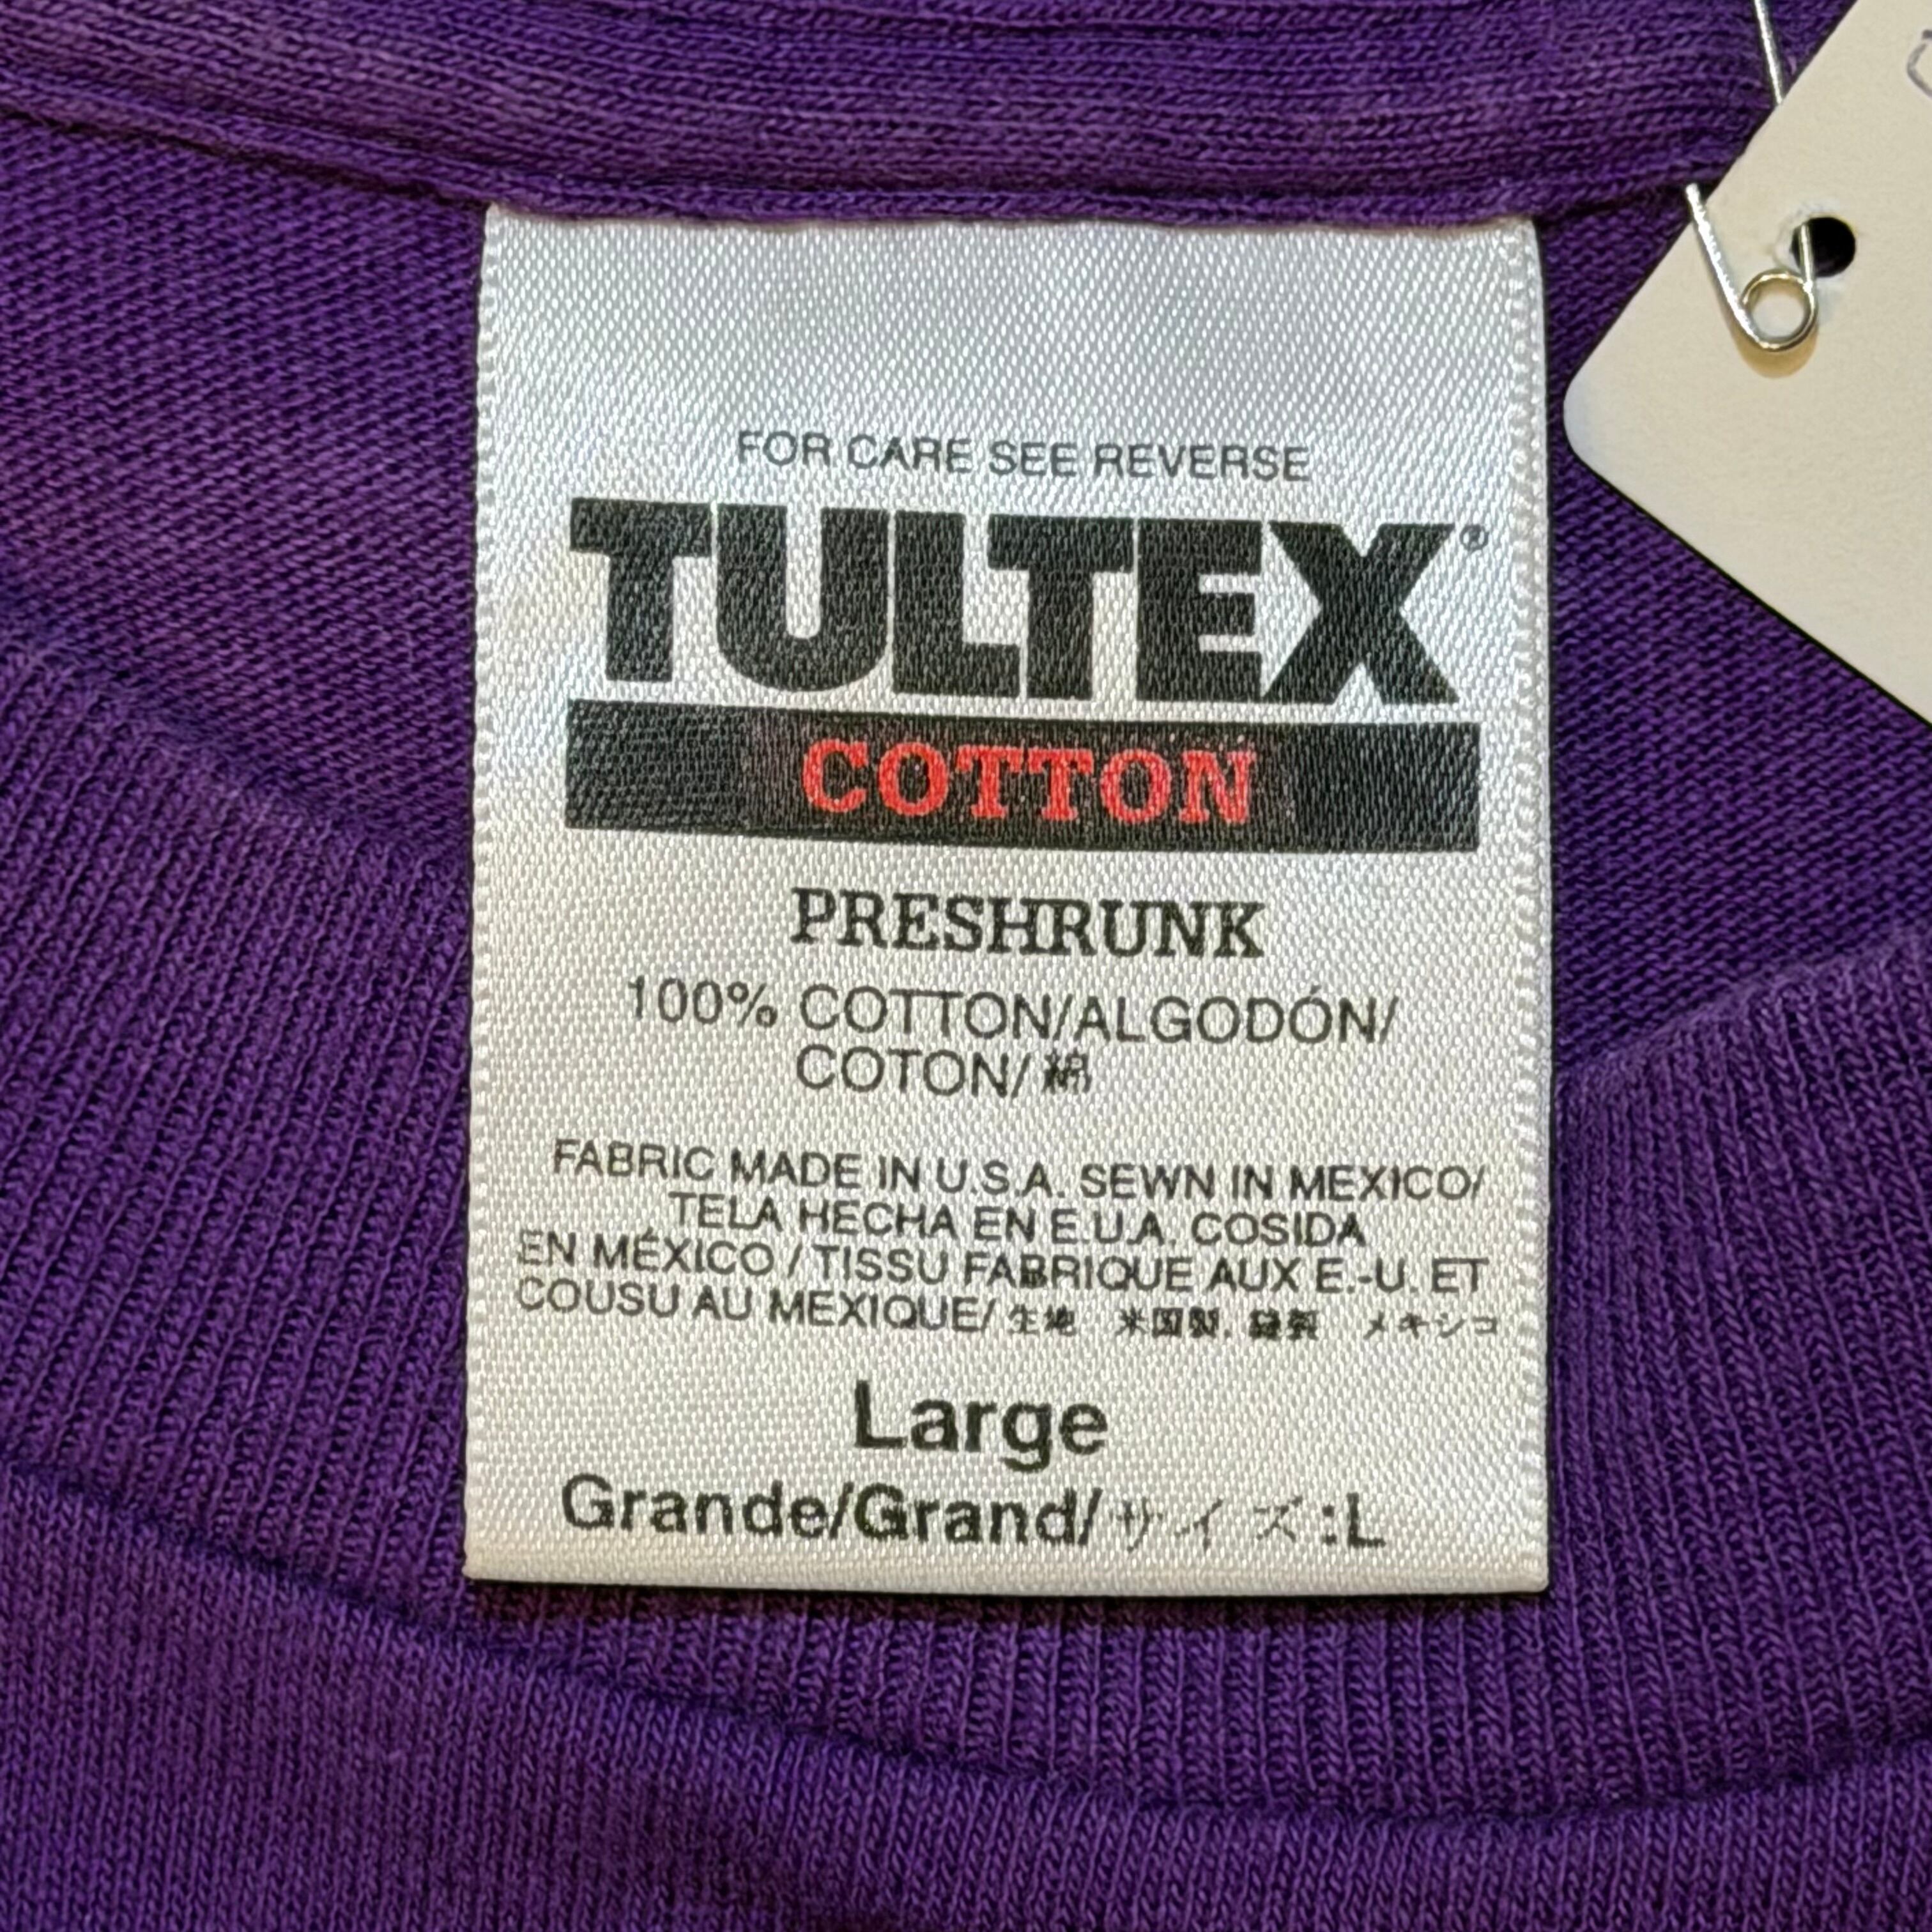 FOR CARE SEE REVERSE
TULTEX®
COTTON
PRESHRUNK
100% COTTON/ALGODÓN/
COTON/綿
FABRIC MADE IN U.S.A. SEWN IN MEXICO/
TELA HECHA EN E.U.A. COSIDA
EN MÉXICO / TISSU FABRIQUE AUX E.-U. ET
COUSU AU MEXIQUE/ 生地 米国製. 縫製 メキシコ
Large
Grande/Grand/サイズ:L